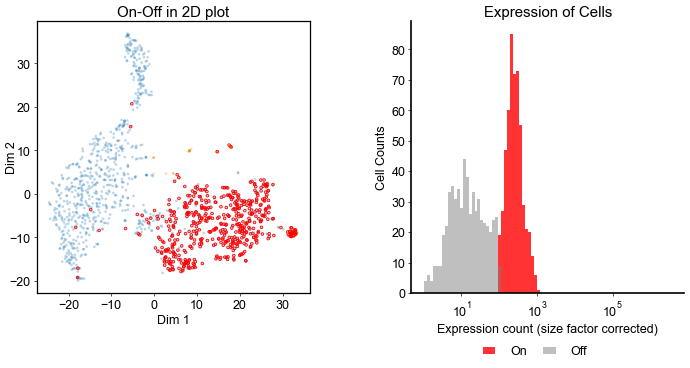 On-Off in 2D plot
Dim 2
30
20
10
0
−10
−20
−20 −10 0 10 20 30
Dim 1
Expression of Cells
Cell Counts
80
70
60
50
40
30
20
10
0
10^1 10^3 10^5
Expression count (size factor corrected)
On Off